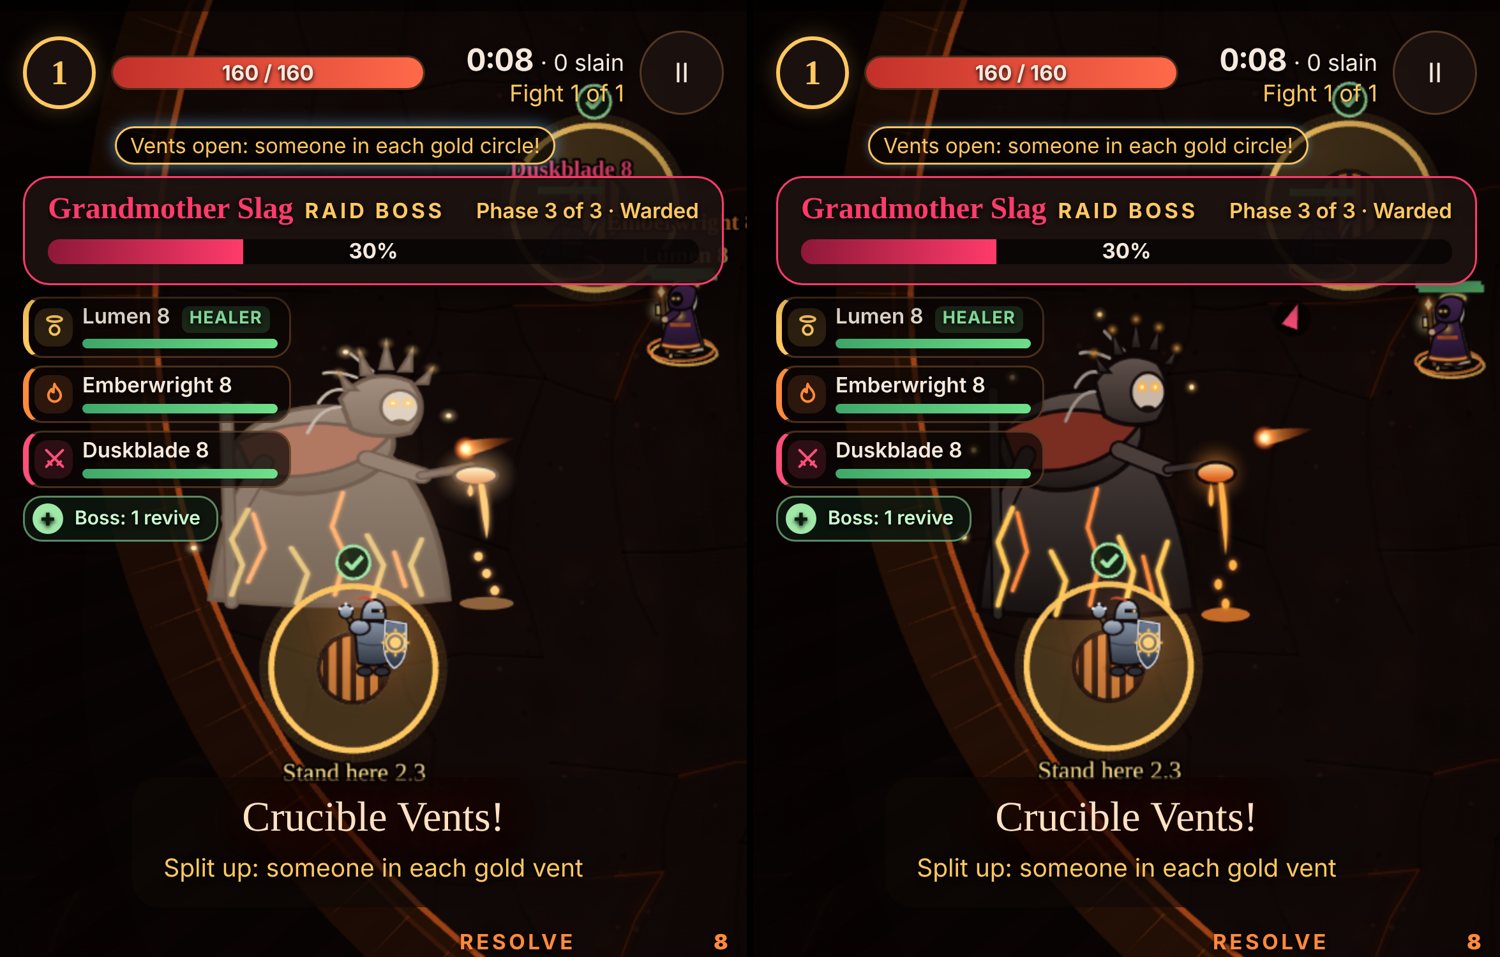 1
160 / 160
0:08 · 0 slain
Fight 1 of 1
Vents open: someone in each gold circle!
Duskblade 8
Grandmother Slag RAID BOSS Phase 3 of 3 · Warded
Emberwright 8
Lumen 8
30%
Lumen 8 HEALER
Emberwright 8
Duskblade 8
Boss: 1 revive
Stand here 2.3
Crucible Vents!
Split up: someone in each gold vent
RESOLVE 8
1
160 / 160
0:08 · 0 slain
Fight 1 of 1
Vents open: someone in each gold circle!
Grandmother Slag RAID BOSS Phase 3 of 3 · Warded
30%
Lumen 8 HEALER
Emberwright 8
Duskblade 8
Boss: 1 revive
Stand here 2.3
Crucible Vents!
Split up: someone in each gold vent
RESOLVE 8